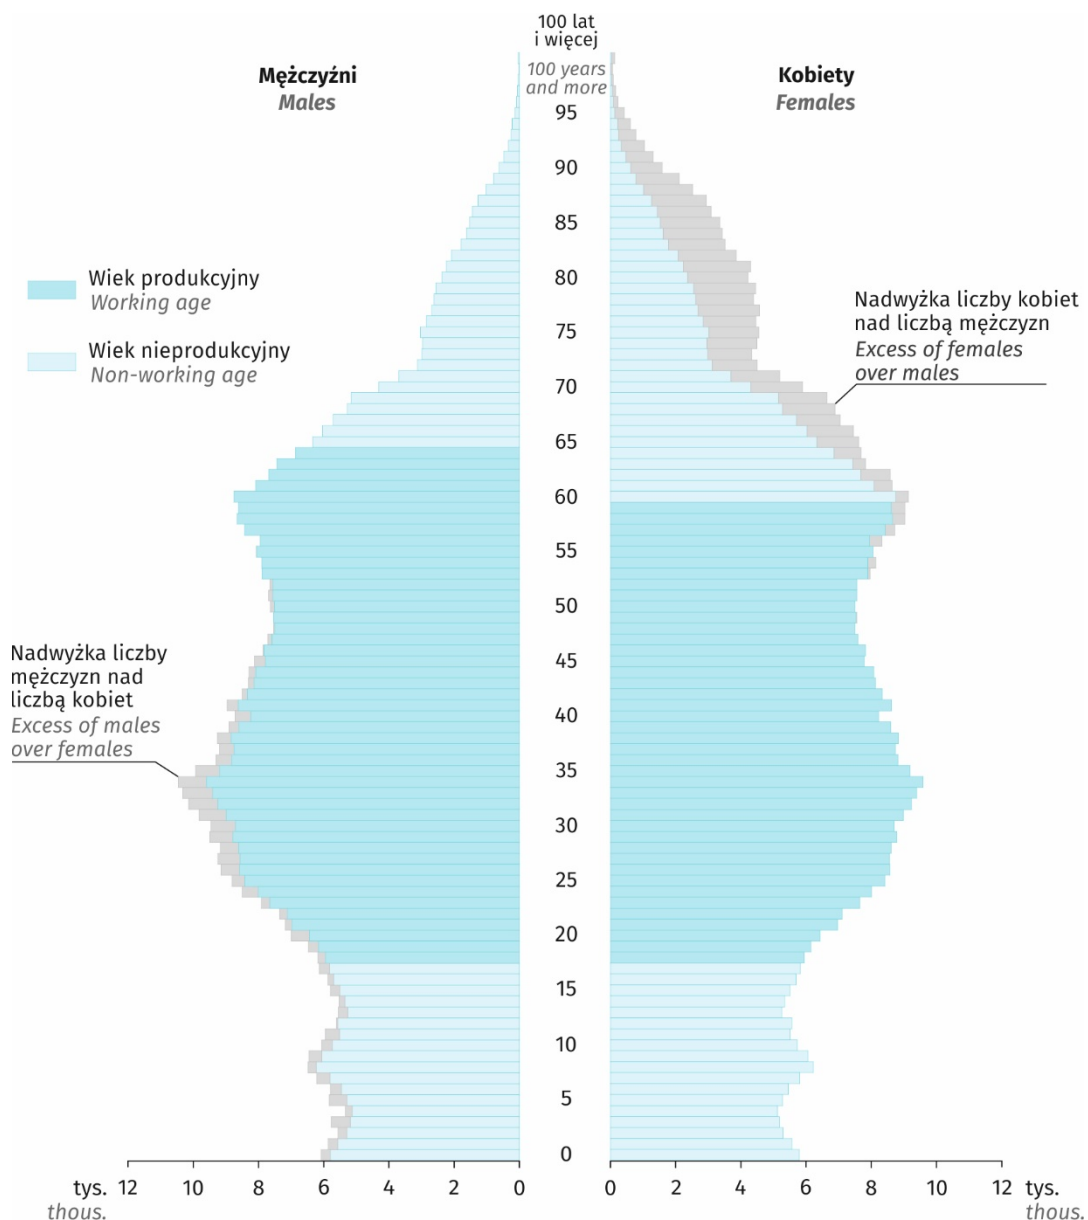 100 lat
i więcej
100 years
and more
Mężczyźni
Males
Kobiety
Females
95
90
85
80
75
70
65
60
55
50
45
40
35
30
25
20
15
10
5
0
Wiek produkcyjny
Working age
Wiek nieprodukcyjny
Non-working age
Nadwyżka liczby kobiet
nad liczbą mężczyzn
Excess of females
over males
Nadwyżka liczby
mężczyzn nad
liczbą kobiet
Excess of males
over females
tys. 12 10 8 6 4 2 0
thous.
0 2 4 6 8 10 12 tys.
thous.